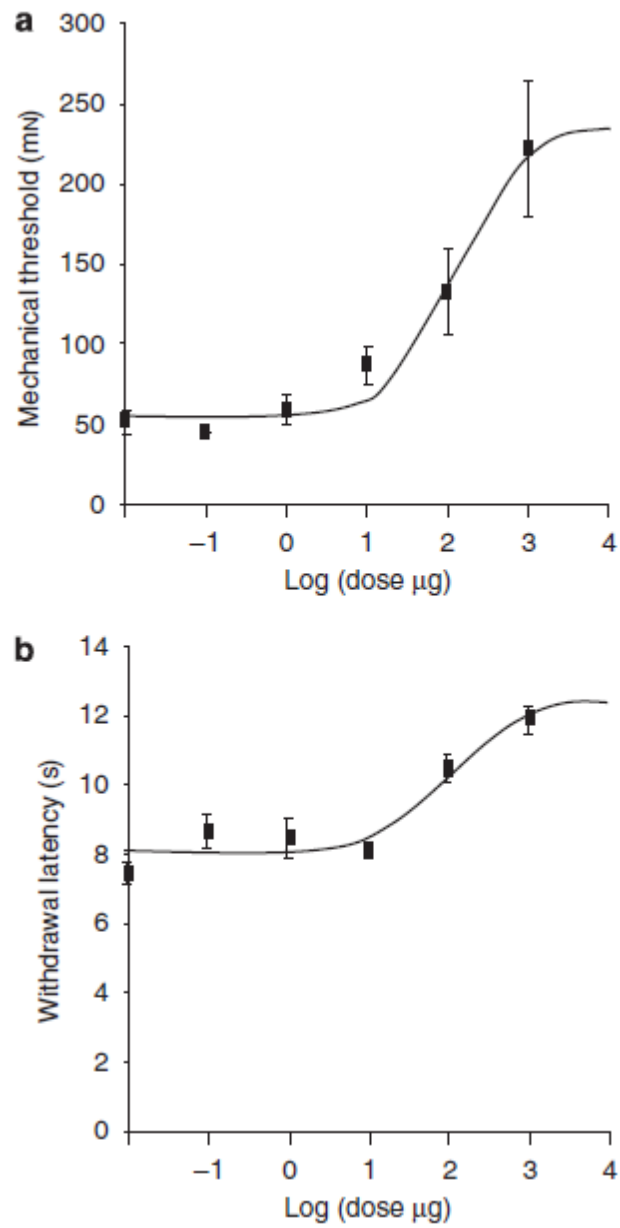 a
300
250
200
150
100
50
0
Mechanical threshold (mN)
–1 0 1 2 3 4
Log (dose μg)
b
14
12
10
8
6
4
2
0
Withdrawal latency (s)
–1 0 1 2 3 4
Log (dose μg)